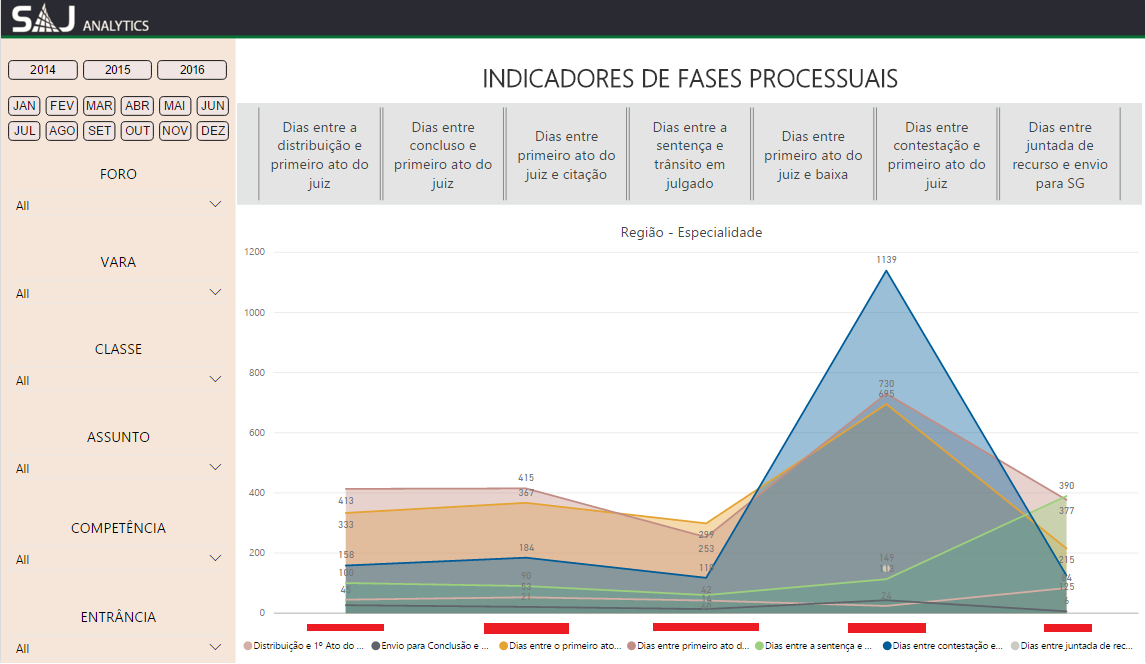 SAJ ANALYTICS
2014 2015 2016
JAN FEV MAR ABR MAI JUN
JUL AGO SET OUT NOV DEZ
FORO
All
VARA
All
CLASSE
All
ASSUNTO
All
COMPETÊNCIA
All
ENTRÂNCIA
All
INDICADORES DE FASES PROCESSUAIS
Dias entre a
distribuição e
primeiro ato do
juiz
Dias entre
concluso e
primeiro ato do
juiz
Dias entre
primeiro ato do
juiz e citação
Dias entre a
sentença e
trânsito em
julgado
Dias entre
primeiro ato do
juiz e baixa
Dias entre
contestação e
primeiro ato do
juiz
Dias entre
juntada de
recurso e envio
para SG
Região - Especialidade
1200
1000
800
600
400
200
0
413
333
158
100
415
367
184
90
299
253
1139
730
695
149
24
390
377
215
125
Distribuição e 1º Ato do ... Envio para Conclusão e ... Dias entre o primeiro ato... Dias entre primeiro ato d... Dias entre a sentença e ... Dias entre contestação e... Dias entre juntada de rec...